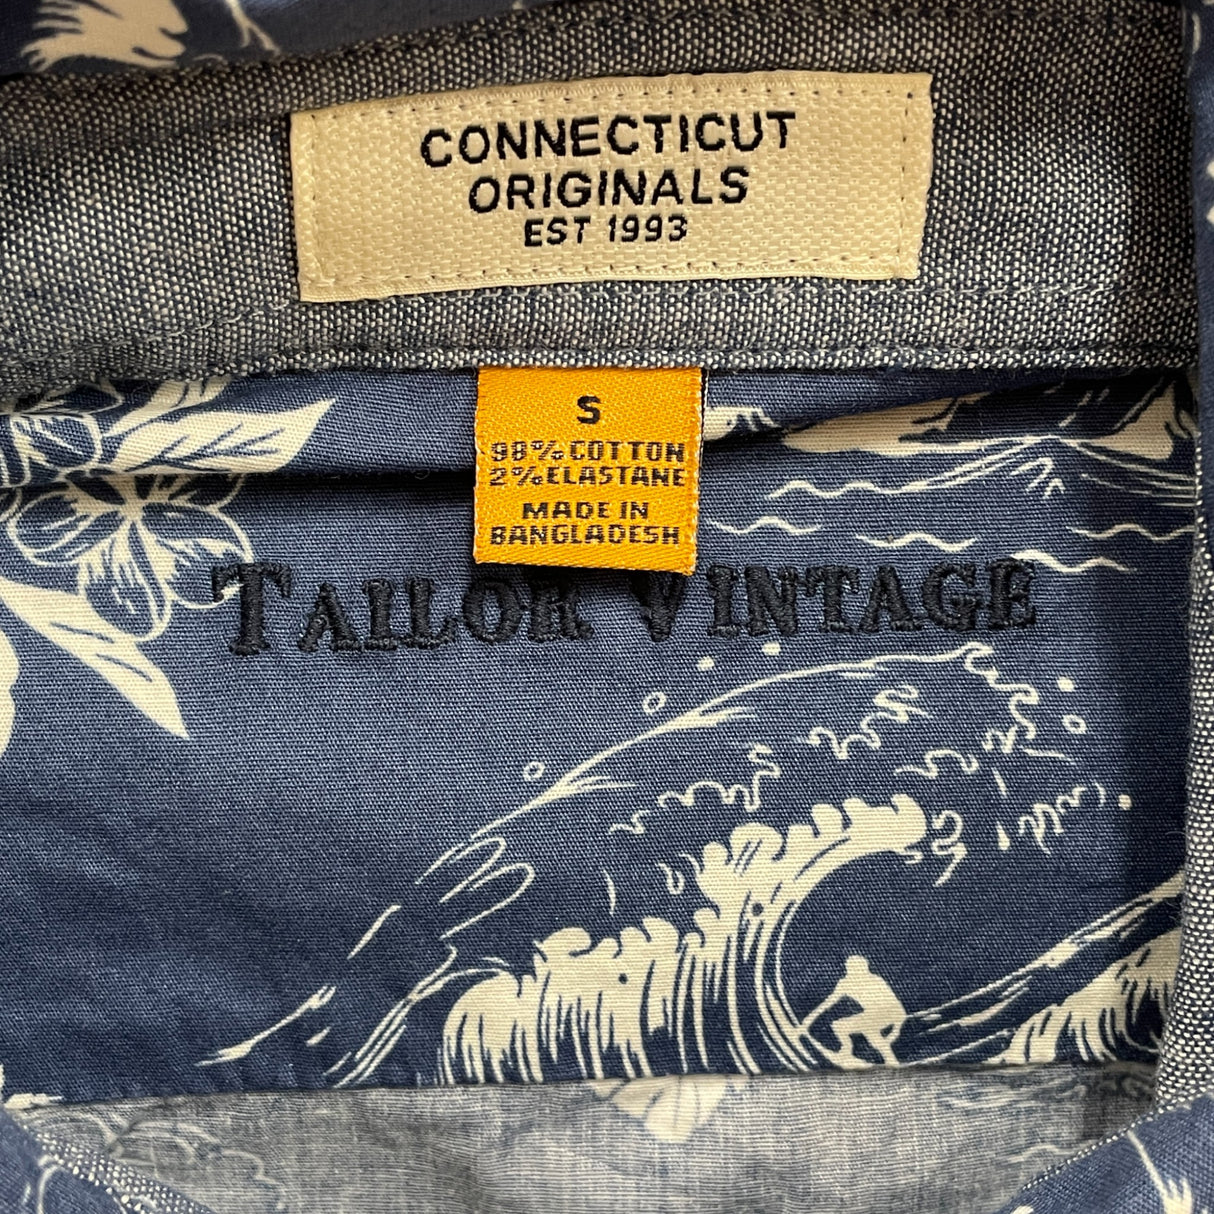 CONNECTICUT
ORIGINALS
EST 1993
S
98% COTTON
2% ELASTANE
MADE IN
BANGLADESH
TAILOR VINTAGE